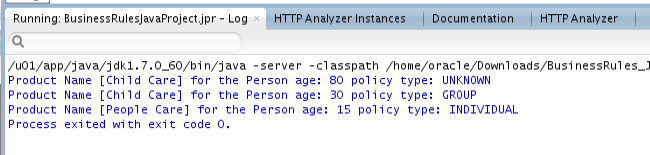 Running: BusinessRulesJavaProject.jpr - Log × HTTP Analyzer Instances Documentation HTTP Analyzer
/u01/app/java/jdk1.7.0_60/bin/java -server -classpath /home/oracle/Downloads/BusinessRules_J
Product Name [Child Care] for the Person age: 80 policy type: UNKNOWN
Product Name [Child Care] for the Person age: 30 policy type: GROUP
Product Name [People Care] for the Person age: 15 policy type: INDIVIDUAL
Process exited with exit code 0.